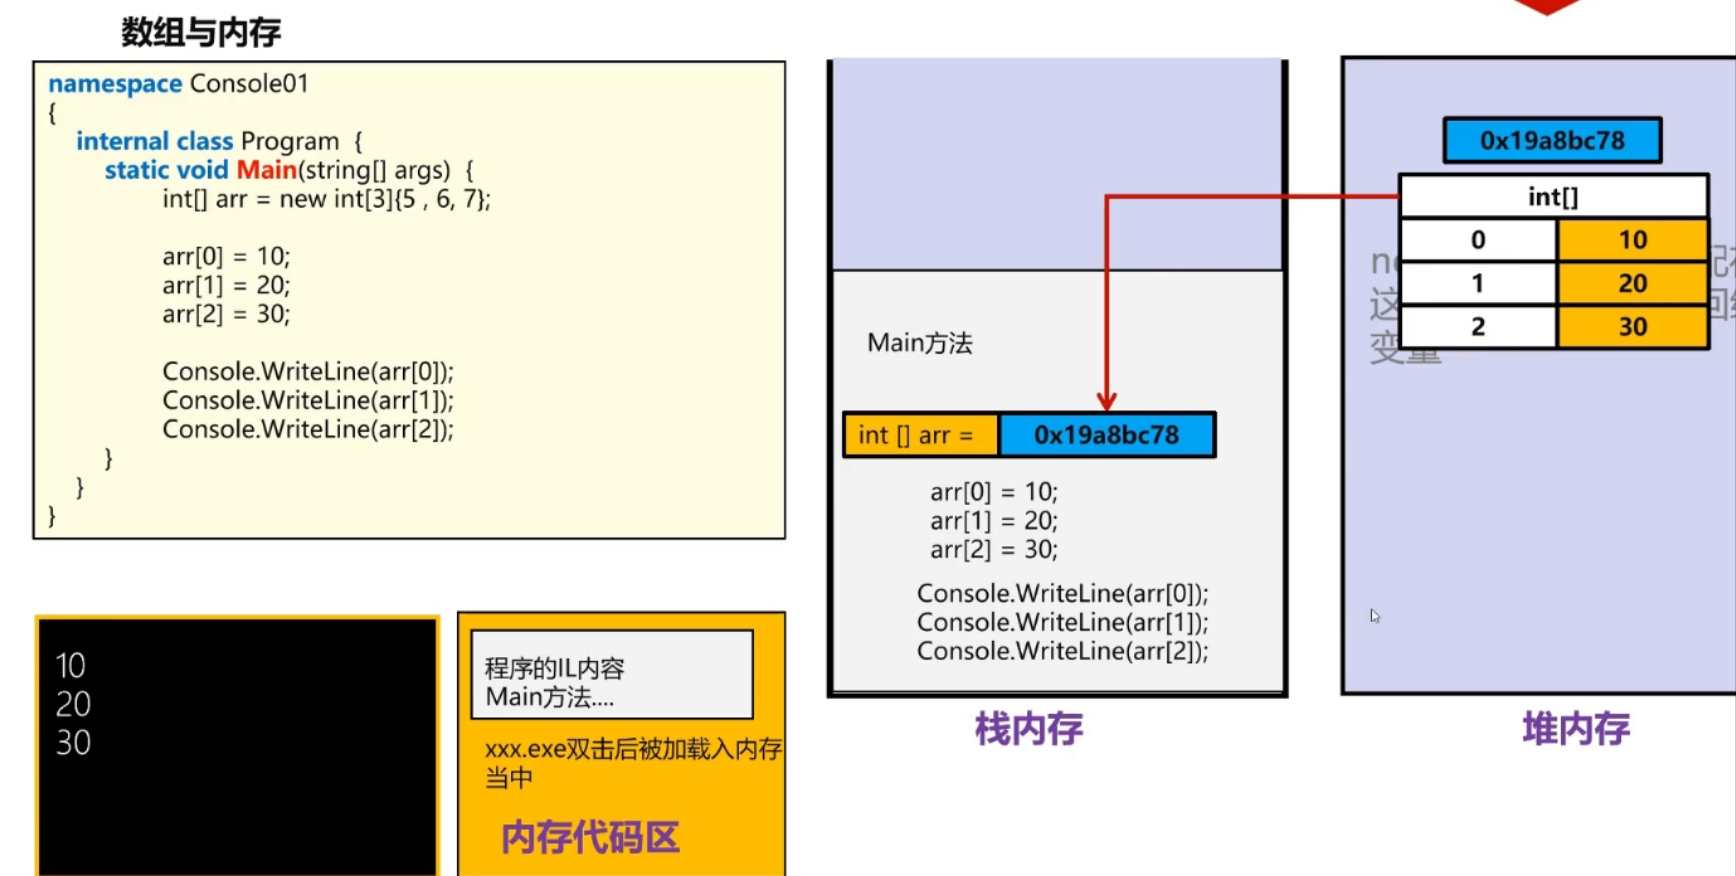 数组与内存
namespace Console01
{
internal class Program {
static void Main(string[] args) {
int[] arr = new int[3]{5 , 6, 7};
arr[0] = 10;
arr[1] = 20;
arr[2] = 30;
Console.WriteLine(arr[0]);
Console.WriteLine(arr[1]);
Console.WriteLine(arr[2]);
}
}
}
10
20
30
程序的IL内容
Main方法....
xxx.exe双击后被加载入内存
当中
内存代码区
Main方法
int [] arr = 0x19a8bc78
arr[0] = 10;
arr[1] = 20;
arr[2] = 30;
Console.WriteLine(arr[0]);
Console.WriteLine(arr[1]);
Console.WriteLine(arr[2]);
栈内存
0x19a8bc78
int[]
0 10
1 20
2 30
这
变量
堆内存